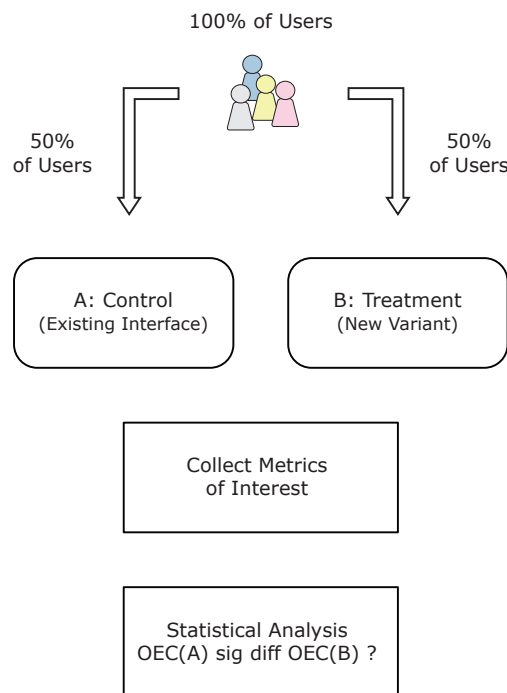 100% of Users
50%
of Users
50%
of Users
A: Control
(Existing Interface)
B: Treatment
(New Variant)
Collect Metrics
of Interest
Statistical Analysis
OEC(A) sig diff OEC(B) ?